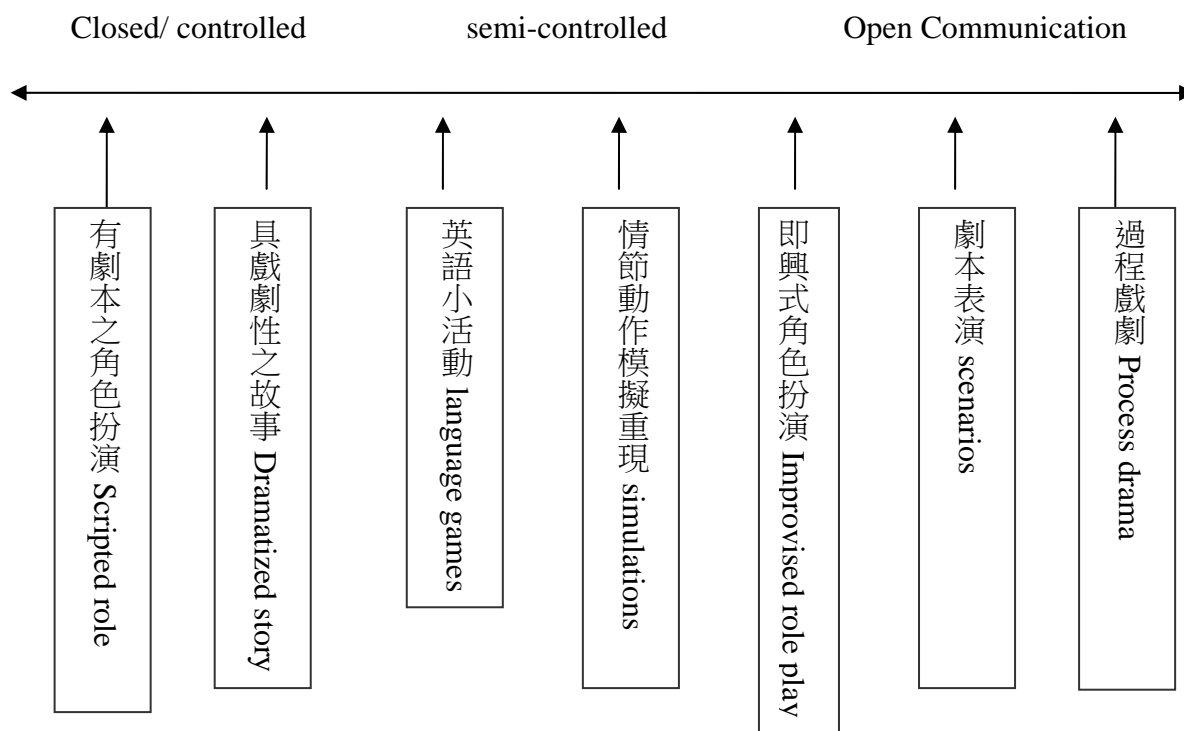 Closed/ controlled
semi-controlled
Open Communication
有劇本之角色扮演 Scripted role
具戲劇性之故事 Dramatized story
英語小活動 language games
情節動作模擬重現 simulations
即興式角色扮演 Improvised role play
劇本表演 scenarios
過程戲劇 Process drama